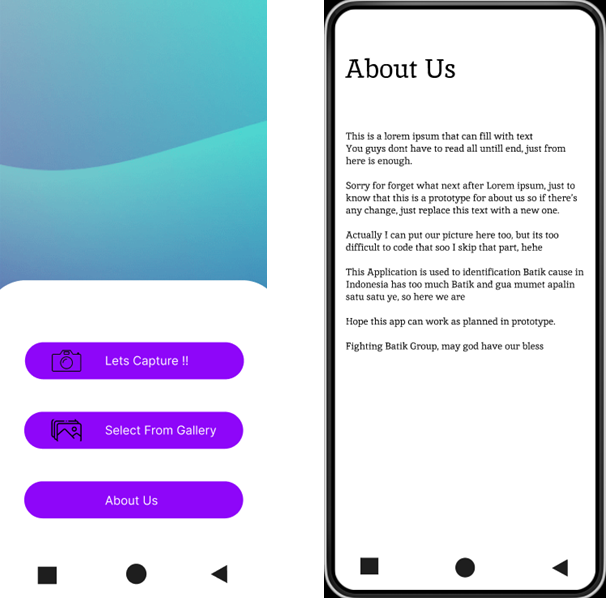 Lets Capture !!
Select From Gallery
About Us
About Us
This is a lorem ipsum that can fill with text
You guys dont have to read all untill end, just from
here is enough.
Sorry for forget what next after Lorem ipsum, just to
know that this is a prototype for about us so if there's
any change, just replace this text with a new one.
Actually I can put our picture here too, but its too
difficult to code that soo I skip that part, hehe
This Application is used to identification Batik cause in
Indonesia has too much Batik and gua mumet apalin
satu satu ye, so here we are
Hope this app can work as planned in prototype.
Fighting Batik Group, may god have our bless